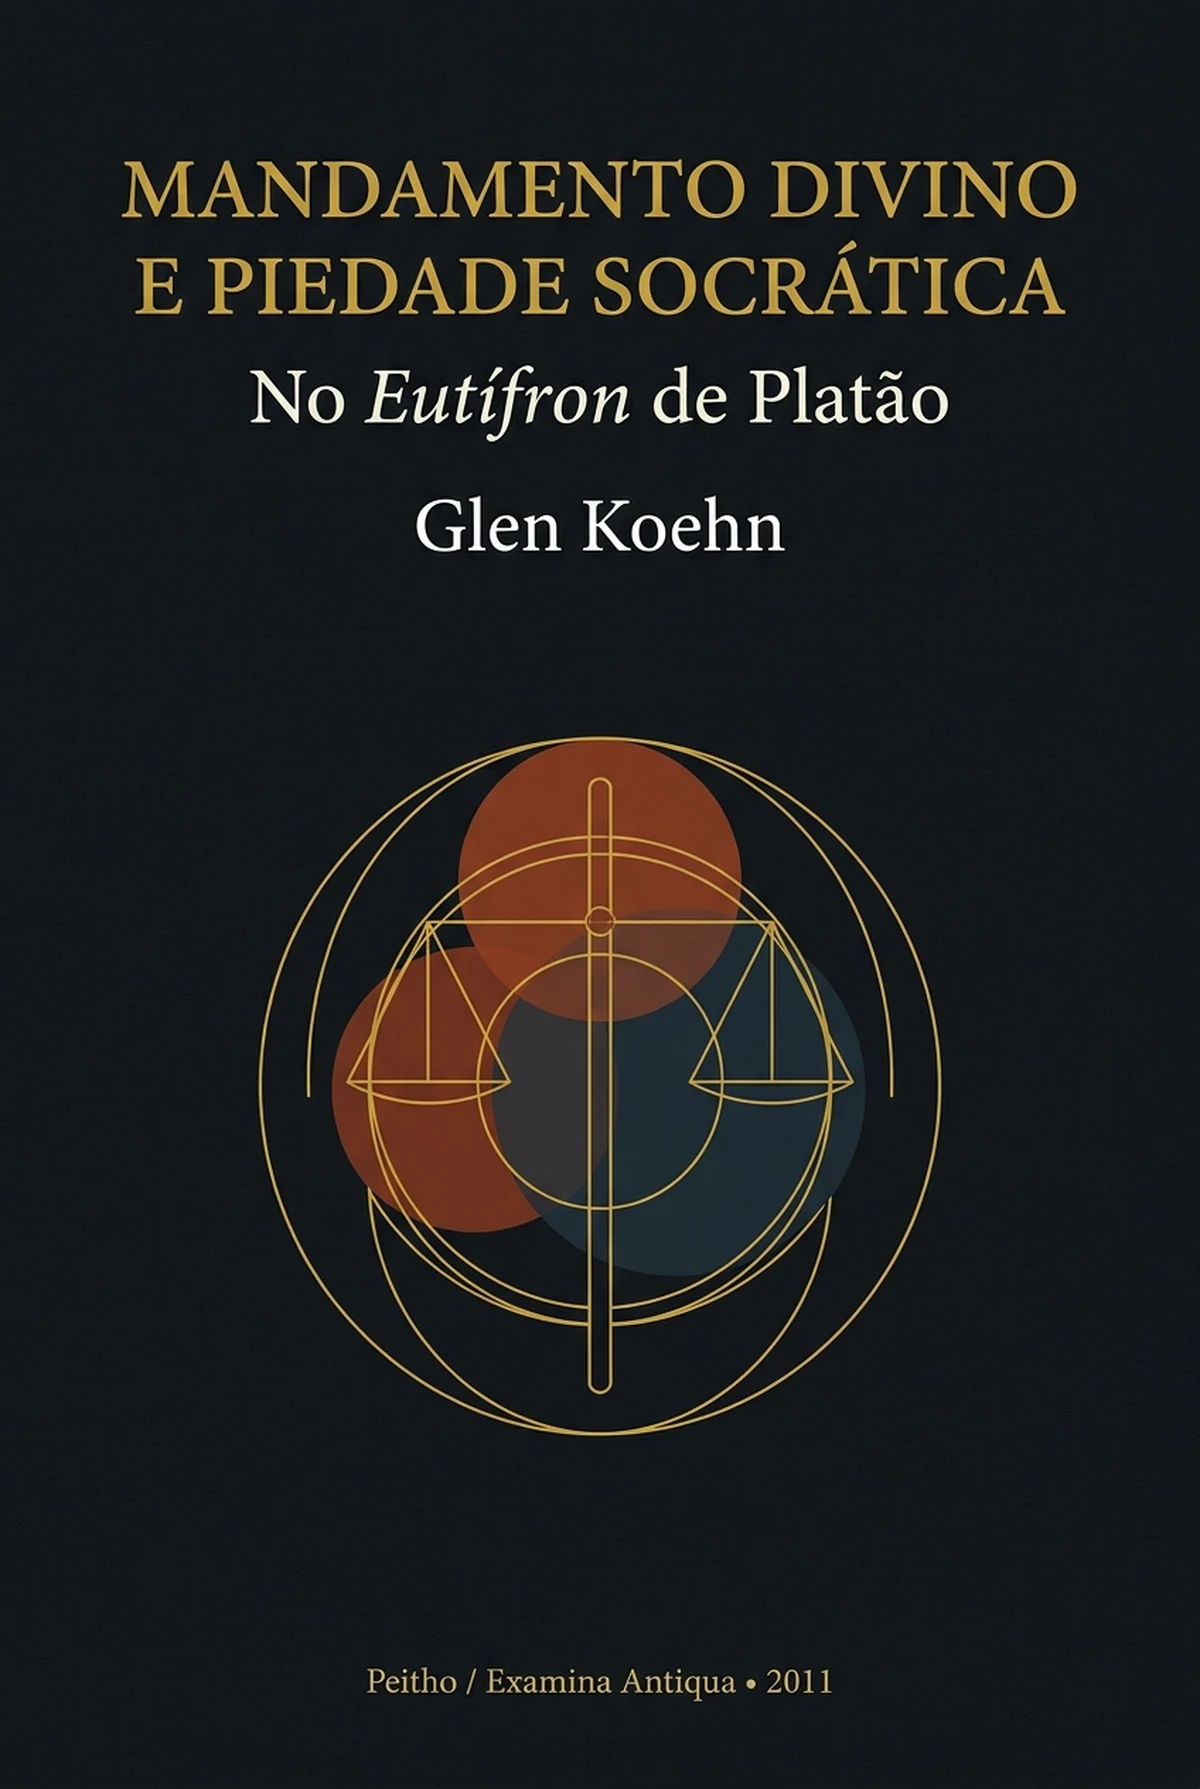 MANDAMENTO DIVINO
E PIEDADE SOCRÁTICA
No Eutífron de Platão
Glen Koehn
Peitho / Examina Antiqua • 2011